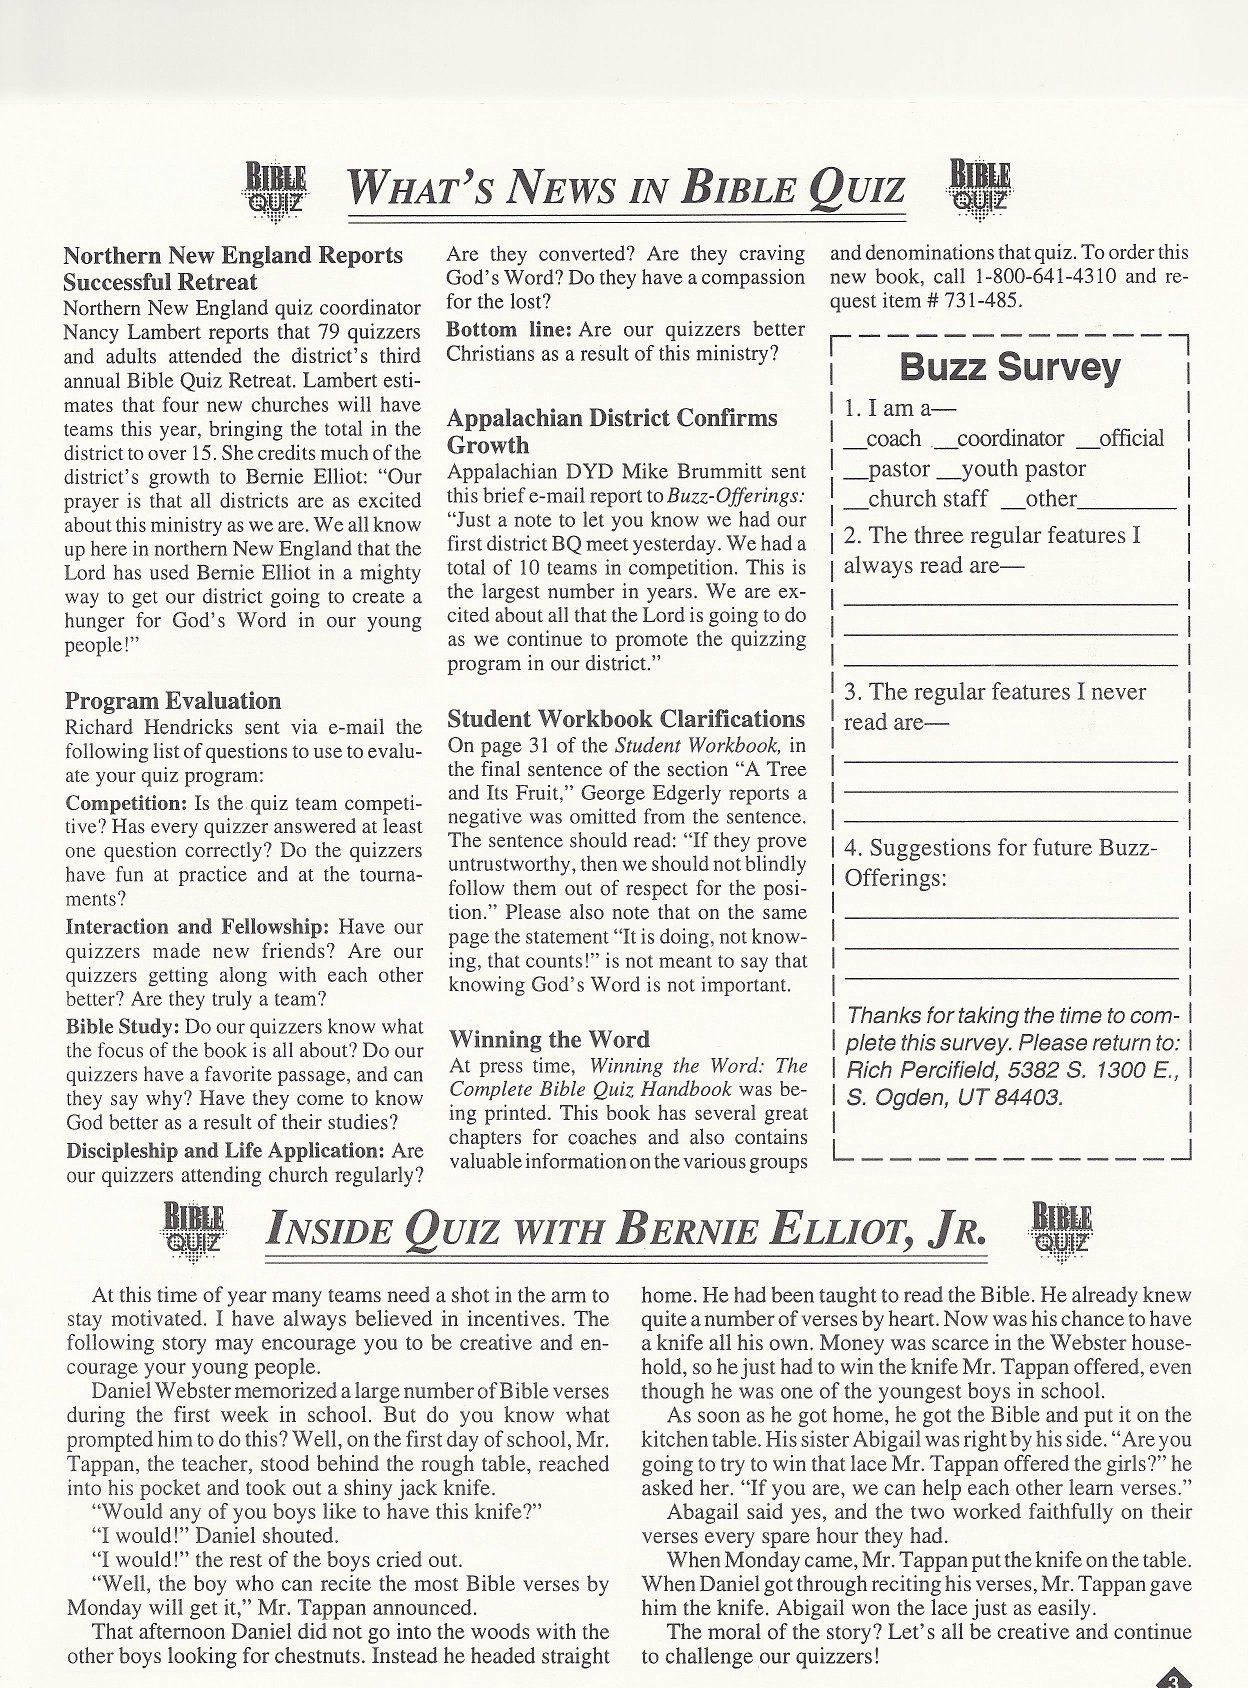 BIBLE
QUIZ
WHAT'S NEWS IN BIBLE QUIZ
BIBLE
QUIZ
Northern New England Reports
Successful Retreat
Northern New England quiz coordinator
Nancy Lambert reports that 79 quizzers
and adults attended the district's third
annual Bible Quiz Retreat. Lambert esti-
mates that four new churches will have
teams this year, bringing the total in the
district to over 15. She credits much of the
district's growth to Bernie Elliot: “Our
prayer is that all districts are as excited
about this ministry as we are. We all know
up here in northern New England that the
Lord has used Bernie Elliot in a mighty
way to get our district going to create a
hunger for God's Word in our young
people!”
Program Evaluation
Richard Hendricks sent via e-mail the
following list of questions to use to evalu-
ate your quiz program:
Competition: Is the quiz team competi-
tive? Has every quizzer answered at least
one question correctly? Do the quizzers
have fun at practice and at the tourna-
ments?
Interaction and Fellowship: Have our
quizzers made new friends? Are our
quizzers getting along with each other
better? Are they truly a team?
Bible Study: Do our quizzers know what
the focus of the book is all about? Do our
quizzers have a favorite passage, and can
they say why? Have they come to know
God better as a result of their studies?
Discipleship and Life Application: Are
our quizzers attending church regularly?
Are they converted? Are they craving
God's Word? Do they have a compassion
for the lost?
Bottom line: Are our quizzers better
Christians as a result of this ministry?
Appalachian District Confirms
Growth
Appalachian DYD Mike Brummitt sent
this brief e-mail report to Buzz-Offerings:
“Just a note to let you know we had our
first district BQ meet yesterday. We had a
total of 10 teams in competition. This is
the largest number in years. We are ex-
cited about all that the Lord is going to do
as we continue to promote the quizzing
program in our district.”
Student Workbook Clarifications
On page 31 of the Student Workbook, in
the final sentence of the section “A Tree
and Its Fruit,” George Edgerly reports a
negative was omitted from the sentence.
The sentence should read: “If they prove
untrustworthy, then we should not blindly
follow them out of respect for the posi-
tion.” Please also note that on the same
page the statement “It is doing, not know-
ing, that counts!” is not meant to say that
knowing God's Word is not important.
Winning the Word
At press time, Winning the Word: The
Complete Bible Quiz Handbook was be-
ing printed. This book has several great
chapters for coaches and also contains
valuable information on the various groups
and denominations that quiz. To order this
new book, call 1-800-641-4310 and re-
quest item # 731-485.
Buzz Survey
1. I am a—
__coach __coordinator __official
__pastor __youth pastor
__church staff __other________
2. The three regular features I
always read are—
3. The regular features I never
read are—
4. Suggestions for future Buzz-
Offerings:
Thanks for taking the time to com-
plete this survey. Please return to:
Rich Percifield, 5382 S. 1300 E.,
S. Ogden, UT 84403.
BIBLE
QUIZ
INSIDE QUIZ WITH BERNIE ELLIOT, JR.
BIBLE
QUIZ
At this time of year many teams need a shot in the arm to
stay motivated. I have always believed in incentives. The
following story may encourage you to be creative and en-
courage your young people.
Daniel Webster memorized a large number of Bible verses
during the first week in school. But do you know what
prompted him to do this? Well, on the first day of school, Mr.
Tappan, the teacher, stood behind the rough table, reached
into his pocket and took out a shiny jack knife.
“Would any of you boys like to have this knife?”
“I would!” Daniel shouted.
“I would!” the rest of the boys cried out.
“Well, the boy who can recite the most Bible verses by
Monday will get it,” Mr. Tappan announced.
That afternoon Daniel did not go into the woods with the
other boys looking for chestnuts. Instead he headed straight
home. He had been taught to read the Bible. He already knew
quite a number of verses by heart. Now was his chance to have
a knife all his own. Money was scarce in the Webster house-
hold, so he just had to win the knife Mr. Tappan offered, even
though he was one of the youngest boys in school.
As soon as he got home, he got the Bible and put it on the
kitchen table. His sister Abigail was right by his side. “Are you
going to try to win that lace Mr. Tappan offered the girls?” he
asked her. “If you are, we can help each other learn verses.”
Abagail said yes, and the two worked faithfully on their
verses every spare hour they had.
When Monday came, Mr. Tappan put the knife on the table.
When Daniel got through reciting his verses, Mr. Tappan gave
him the knife. Abigail won the lace just as easily.
The moral of the story? Let's all be creative and continue
to challenge our quizzers!
3